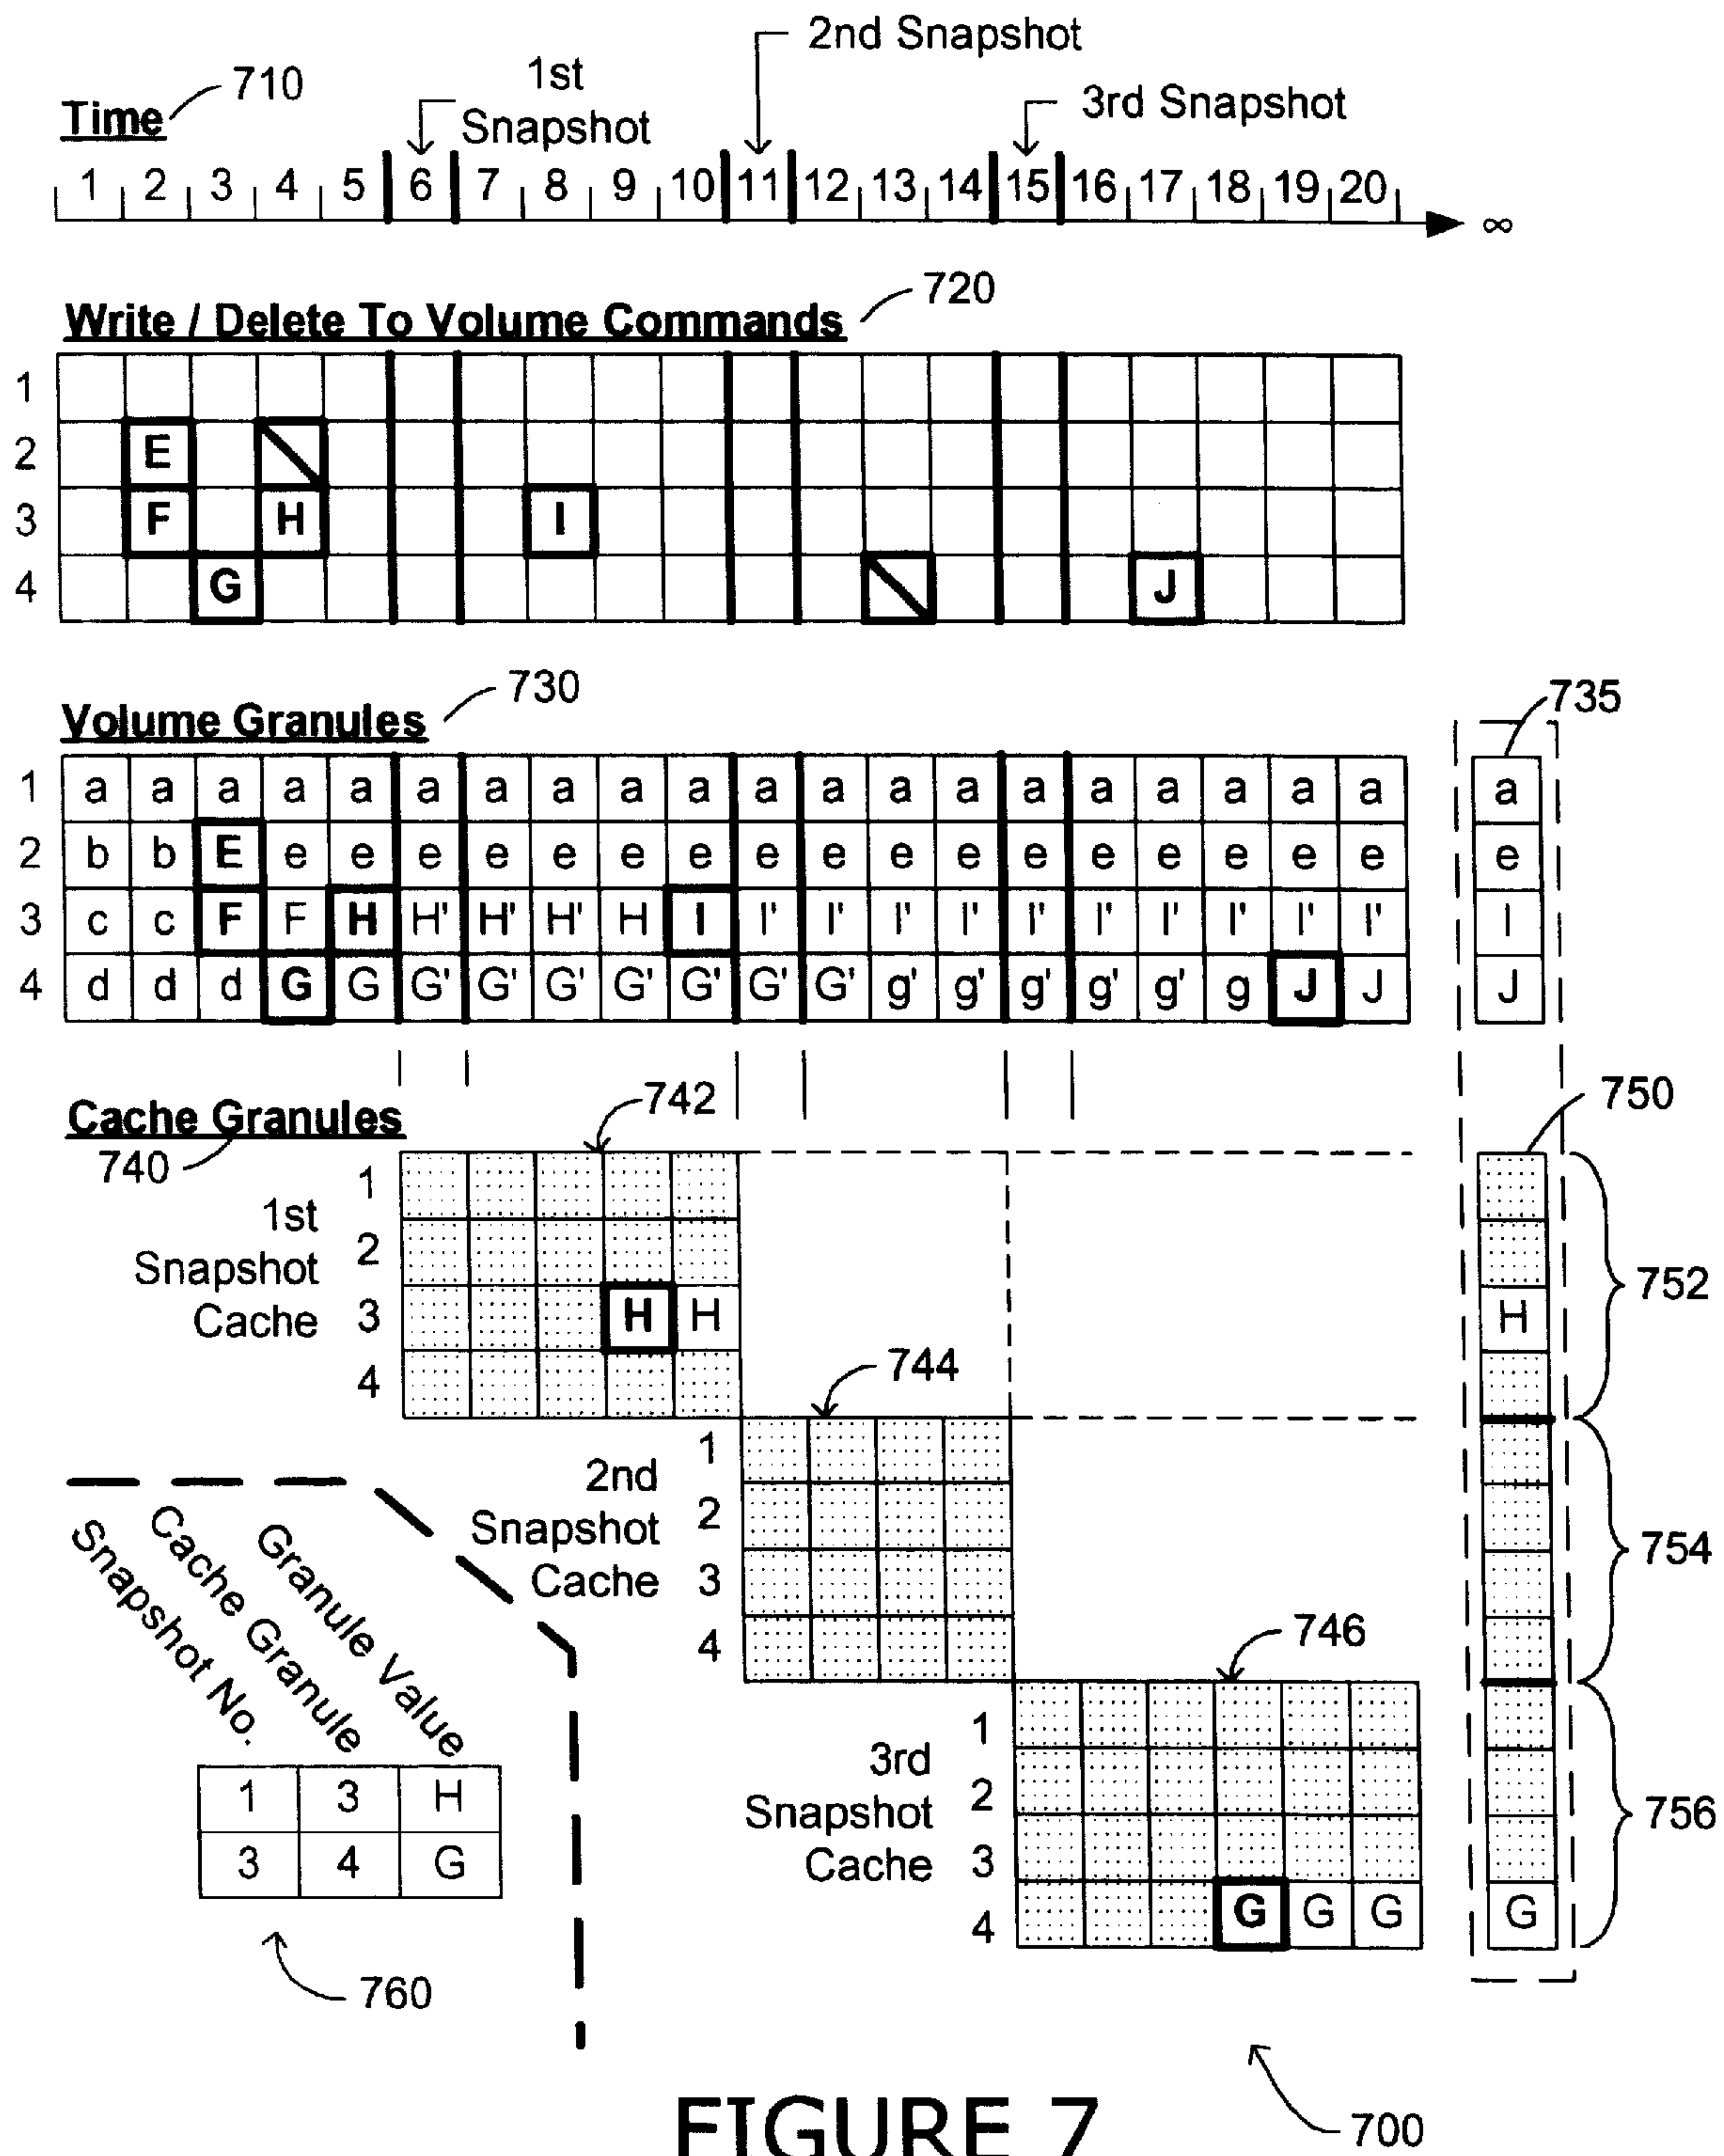 2nd Snapshot
1st
Snapshot
3rd Snapshot
Time 710
1 2 3 4 5 6 7 8 9 10 11 12 13 14 15 16 17 18 19 20 ∞
Write / Delete To Volume Commands 720
1
2 E
3 F H I
4 G J
Volume Granules 730 735
1 a a a a a a a a a a a a a a a a a a a a a
2 b b E e e e e e e e e e e e e e e e e e e
3 c c F F H H' H' H' H I I' I' I' I' I' I' I' I' I' I' I
4 d d d G G G' G' G' G' G' G' G' g' g' g' g' g' g J J J
Cache Granules
740
742
750
1st
Snapshot
Cache
1
2
3 H H H
4
752
744
2nd
Snapshot
Cache
1
2
3
4
754
746
3rd
Snapshot
Cache
1
2
3
4 G G G G
756
Snapshot No.
Cache Granule
Granule Value
1 3 H
3 4 G
760
700
FIGURE 7